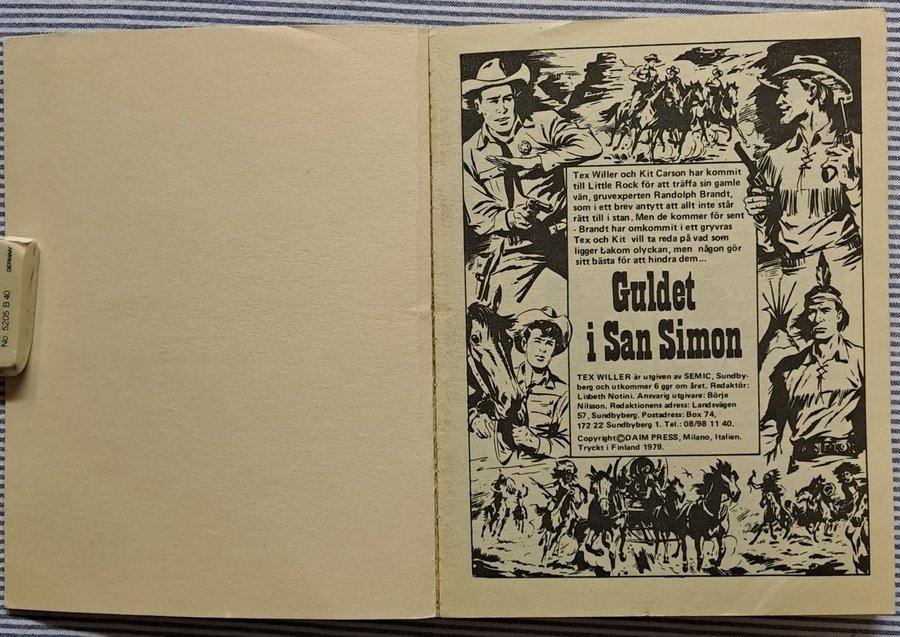 No 5205 B 40
GERMANY
Tex Willer och Kit Carson har kommit
till Little Rock för att träffa sin gamle
vän, gruvexperten Randolph Brandt,
som i ett brev antytt att allt inte står
rätt till i stan. Men de kommer för sent
- Brandt har omkommit i ett gryvras
Tex och Kit vill ta reda på vad som
ligger bakom olyckan, men någon gör
sitt bästa för att hindra dem...
Guldet
i San Simon
TEX WILLER är utgiven av SEMIC, Sundby-
berg och utkommer 6 ggr om året. Redaktör:
Lisbeth Notini. Ansvarig utgivare: Börje
Nilsson. Redaktionens adress: Landsvägen
57, Sundbyberg. Postadress: Box 74,
172 22 Sundbyberg 1. Tel.: 08/98 11 40.
Copyright©DAIM PRESS, Milano, Italien.
Tryckt i Finland 1978.